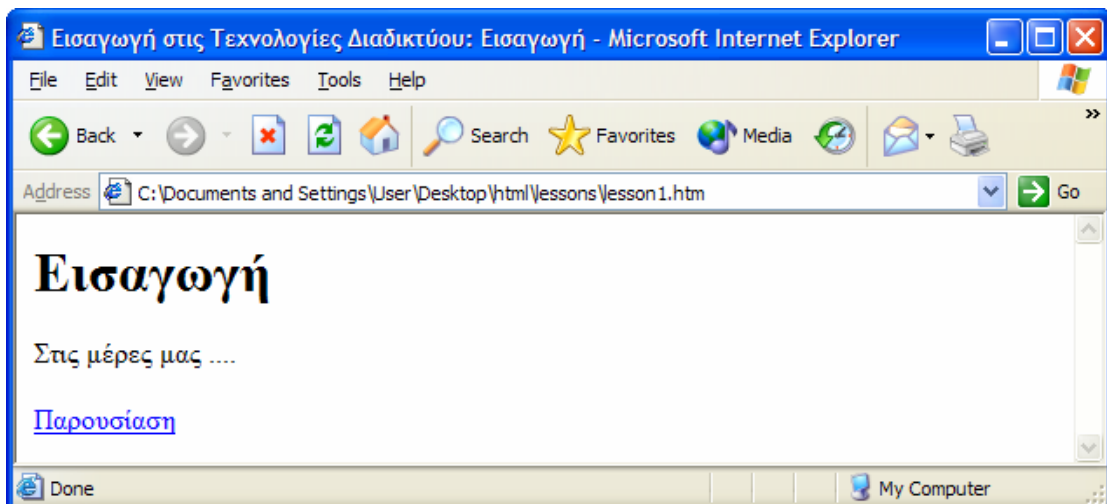 Εισαγωγή στις Τεχνολογίες Διαδικτύου: Εισαγωγή - Microsoft Internet Explorer
File Edit View Favorites Tools Help
Back Search Favorites Media »
Address C:\Documents and Settings\User\Desktop\html\lessons\lesson1.htm Go
Εισαγωγή
Στις μέρες μας ....
Παρουσίαση
Done My Computer